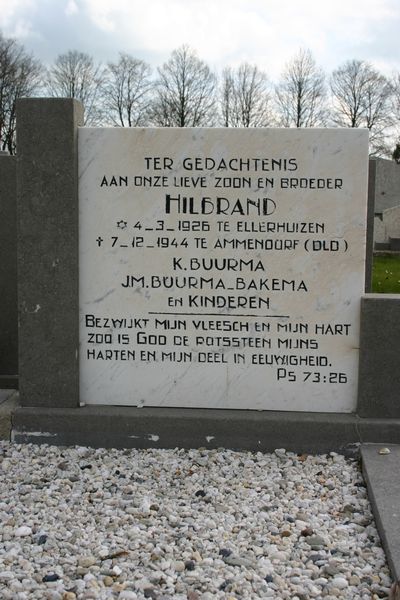 TER GEDACHTENIS
AAN ONZE LIEVE ZOON EN BROEDER
HILBRAND
✡ 4-3-1926 TE ELLERHUIZEN
† 7-12-1944 TE AMMENDORF (DLD)
K. BUURMA
J.M. BUURMA-BAKEMA
EN KINDEREN
BEZWIJKT MIJN VLEESCH EN MIJN HART
ZOO IS GOD DE ROTSSTEEN MIJNS
HARTEN EN MIJN DEEL IN EEUWIGHEID.
PS 73:26